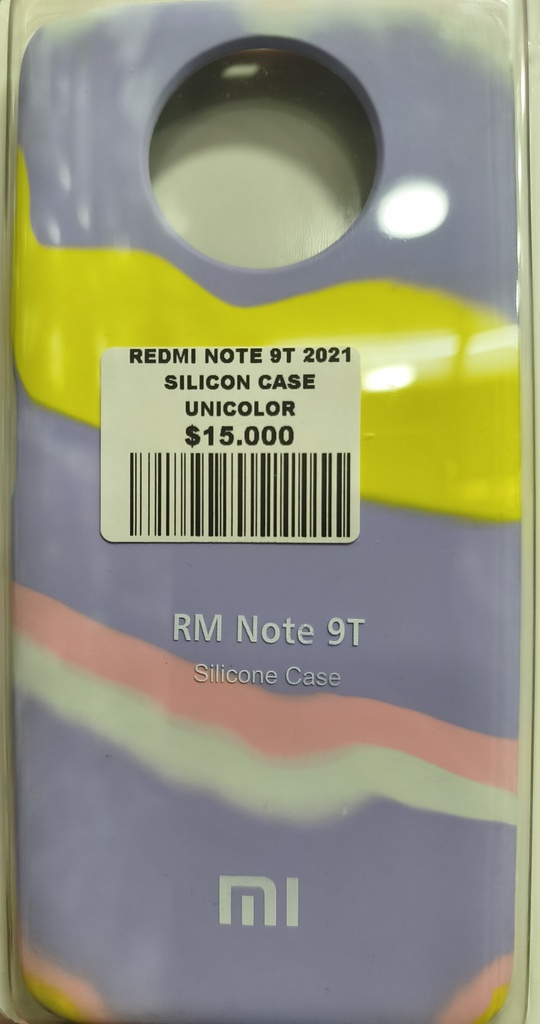 REDMI NOTE 9T 2021
SILICON CASE
UNICOLOR
$15.000
RM Note 9T
Silicone Case
mi